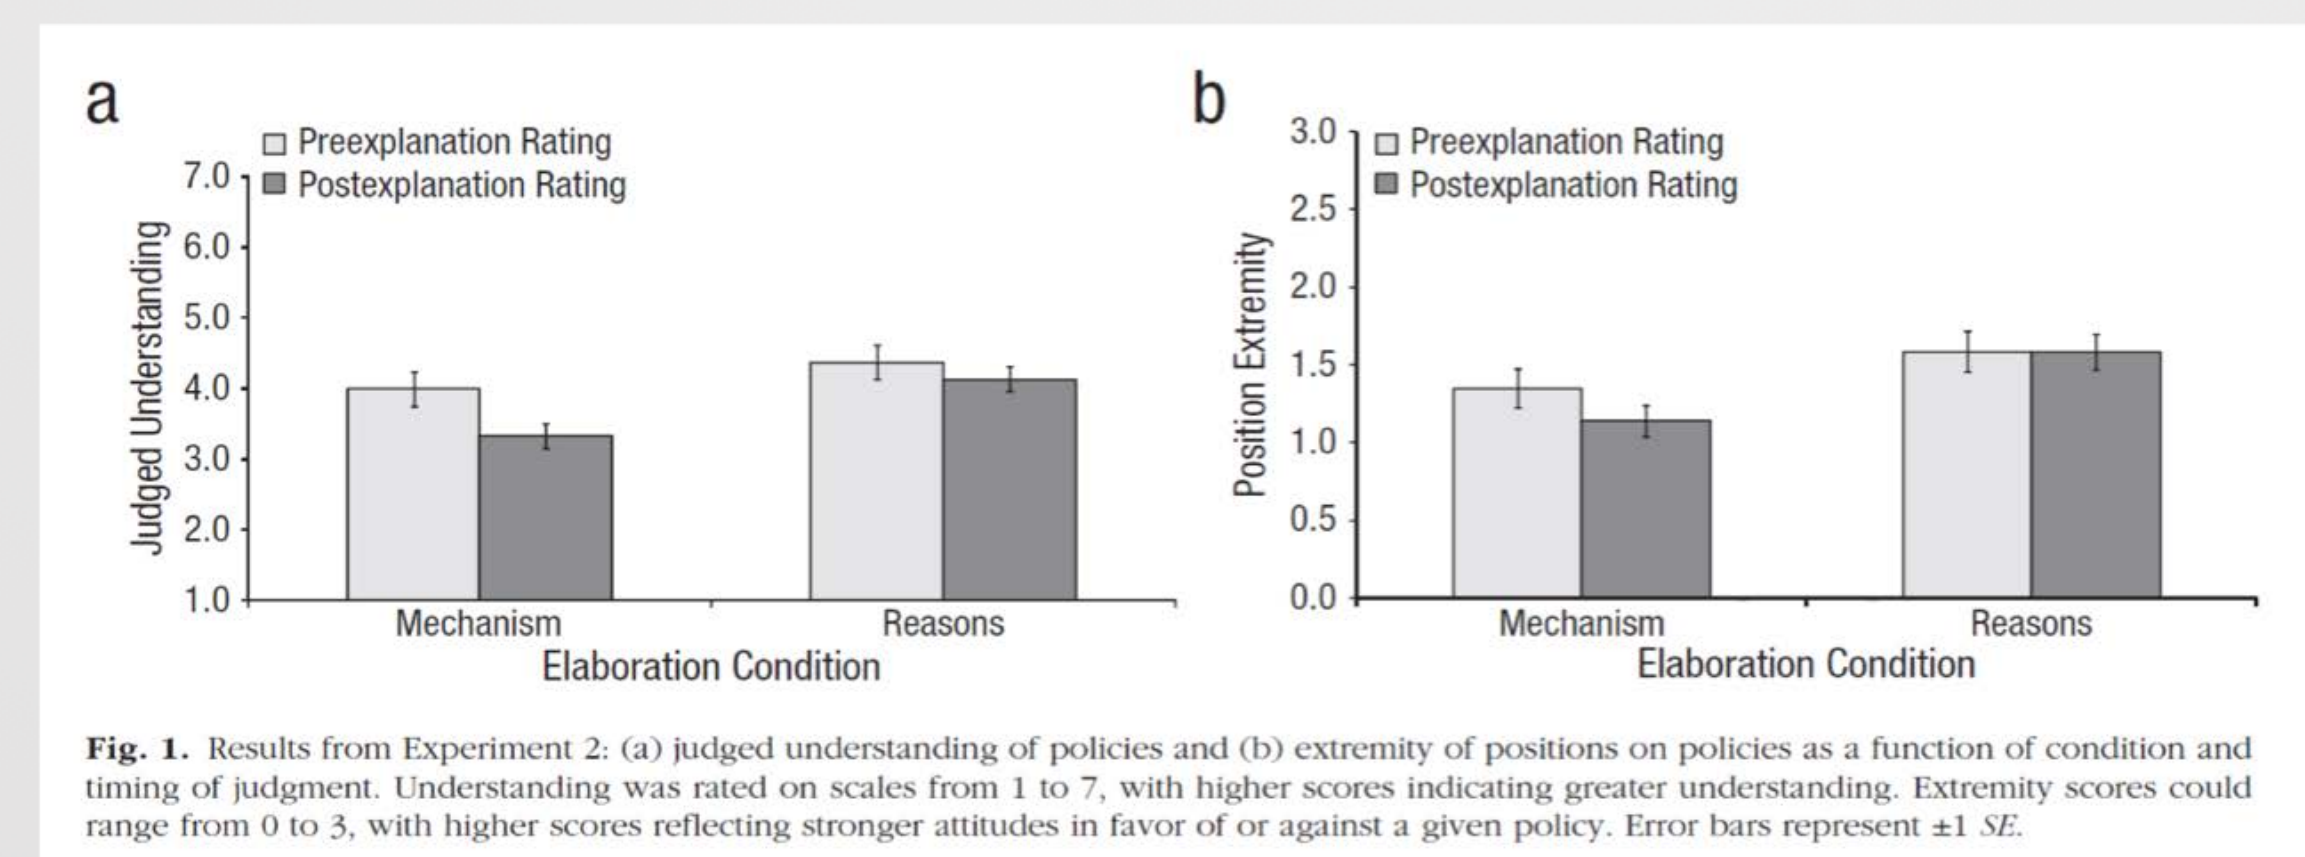 a
Preexplanation Rating
Postexplanation Rating
7.0
6.0
5.0
4.0
3.0
2.0
1.0
Judged Understanding
Mechanism
Reasons
Elaboration Condition
b
Preexplanation Rating
Postexplanation Rating
3.0
2.5
2.0
1.5
1.0
0.5
0.0
Position Extremity
Mechanism
Reasons
Elaboration Condition
Fig. 1. Results from Experiment 2: (a) judged understanding of policies and (b) extremity of positions on policies as a function of condition and
timing of judgment. Understanding was rated on scales from 1 to 7, with higher scores indicating greater understanding. Extremity scores could
range from 0 to 3, with higher scores reflecting stronger attitudes in favor of or against a given policy. Error bars represent ±1 SE.